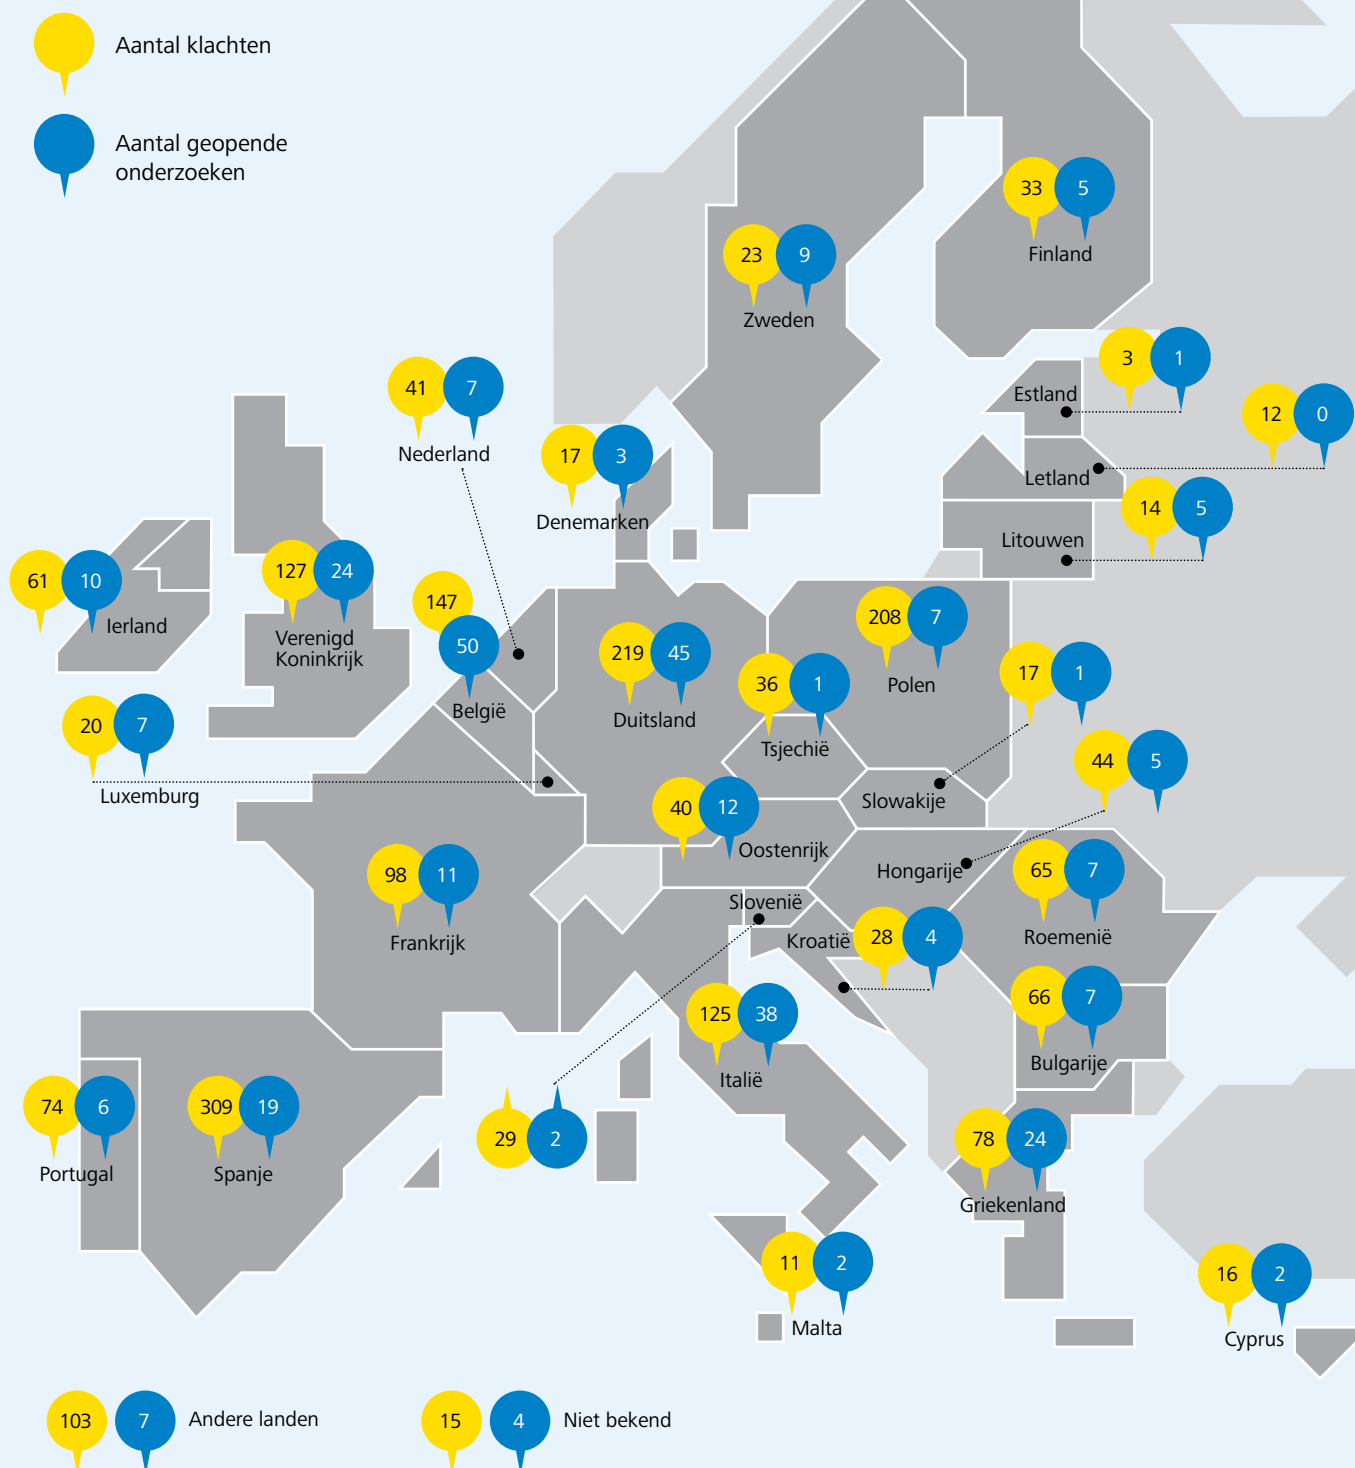 Aantal klachten
Aantal geopende
onderzoeken
33 5
Finland
23 9
Zweden
3 1
Estland
41 7
Nederland
12 0
Letland
17 3
Denemarken
14 5
Litouwen
61 10
Ierland
127 24
Verenigd
Koninkrijk
147
50
België
219 45
Duitsland
208 7
Polen
36 1
Tsjechië
17 1
Slowakije
20 7
Luxemburg
44 5
Hongarije
40 12
Oostenrijk
98 11
Frankrijk
65 7
Roemenië
Slovenië
29 2
Kroatië
28 4
125 38
Italië
66 7
Bulgarije
74 6
Portugal
309 19
Spanje
78 24
Griekenland
11 2
Malta
16 2
Cyprus
103 7 Andere landen
15 4 Niet bekend